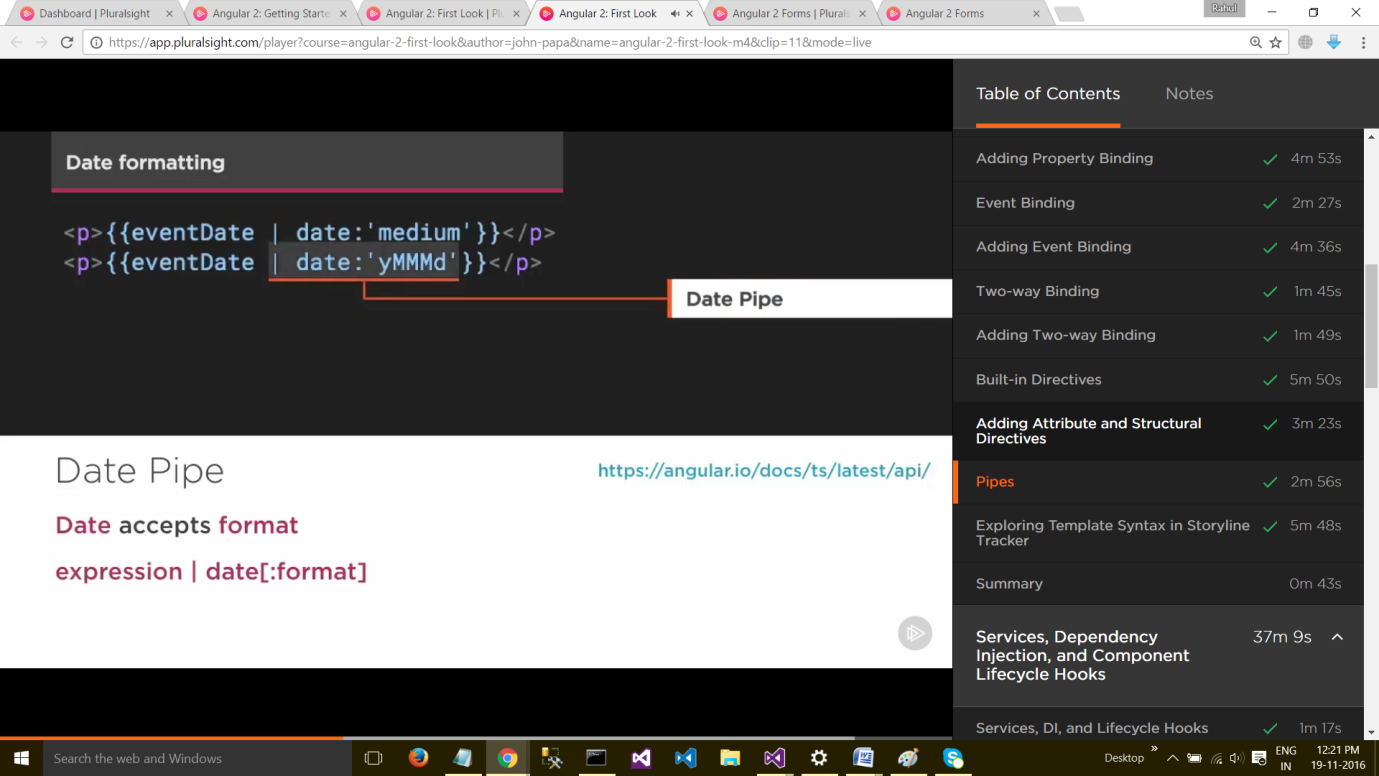 Dashboard | Pluralsight
Angular 2: Getting Starte
Angular 2: First Look | Pl
Angular 2: First Look
Angular 2 Forms | Plurals
Angular 2 Forms
Rahul
https://app.pluralsight.com/player?course=angular-2-first-look&author=john-papa&name=angular-2-first-look-m4&clip=11&mode=live
Date formatting
<p>{{eventDate | date:'medium'}}</p>
<p>{{eventDate | date:'yMMMd'}}</p>
Date Pipe
Date Pipe
https://angular.io/docs/ts/latest/api/
Date accepts format
expression | date[:format]
Table of Contents
Notes
Adding Property Binding 4m 53s
Event Binding 2m 27s
Adding Event Binding 4m 36s
Two-way Binding 1m 45s
Adding Two-way Binding 1m 49s
Built-in Directives 5m 50s
Adding Attribute and Structural 3m 23s
Directives
Pipes 2m 56s
Exploring Template Syntax in Storyline 5m 48s
Tracker
Summary 0m 43s
Services, Dependency 37m 9s
Injection, and Component
Lifecycle Hooks
Services, DI, and Lifecycle Hooks 1m 17s
Search the web and Windows
Desktop
ENG
IN
12:21 PM
19-11-2016